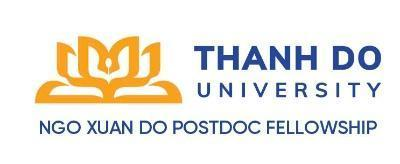 THANH DO
UNIVERSITY
NGO XUAN DO POSTDOC FELLOWSHIP